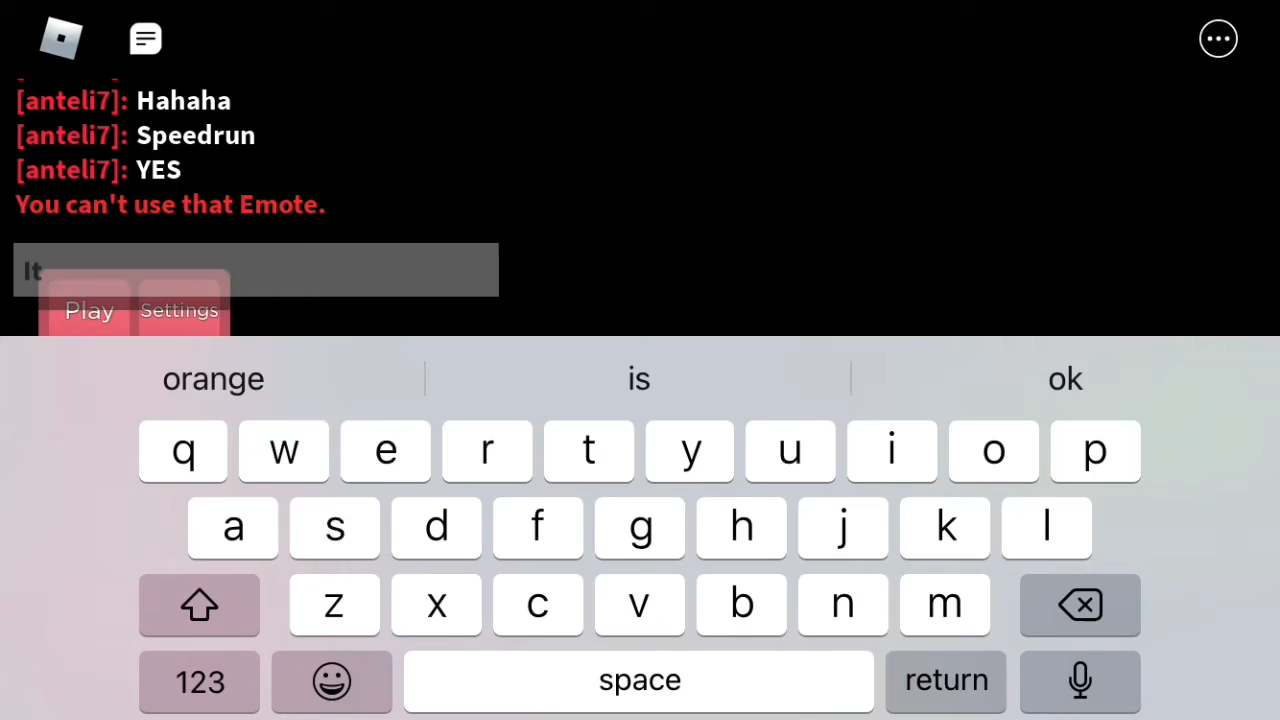 [anteli7]: Hahaha
[anteli7]: Speedrun
[anteli7]: YES
You can't use that Emote.
It
Play Settings
orange is ok
q w e r t y u i o p
a s d f g h j k l
z x c v b n m
123 space return